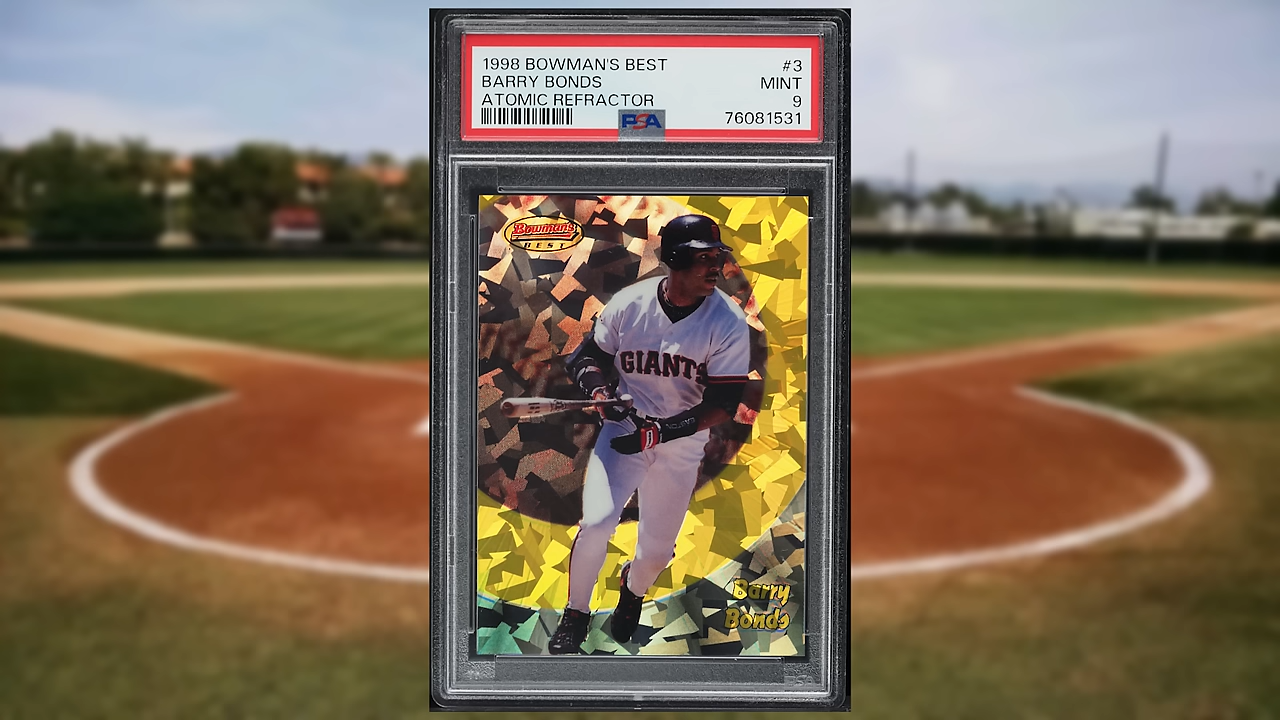 1998 BOWMAN'S BEST #3
BARRY BONDS MINT
ATOMIC REFRACTOR 9
PSA 76081531
Bowman's
BEST
GIANTS
Barry
Bonds